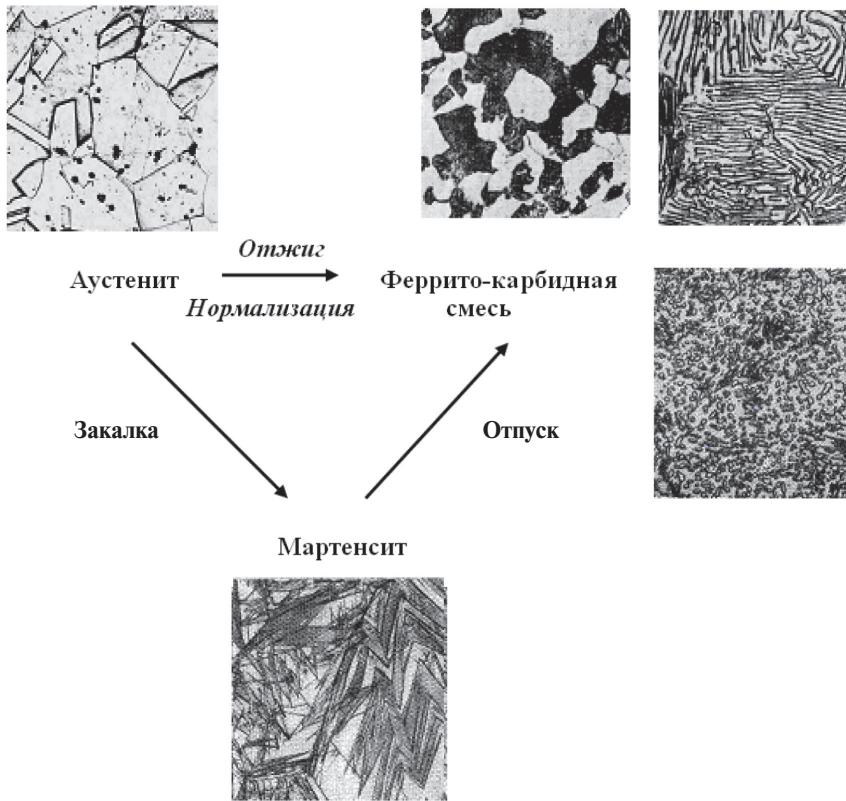 Отжиг
Аустенит
Феррито-карбидная
Нормализация
смесь
Закалка
Отпуск
Мартенсит